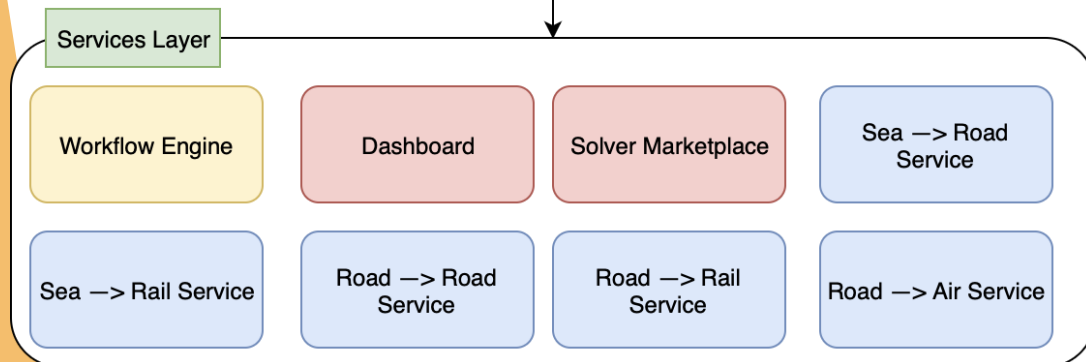 Services Layer
Workflow Engine
Dashboard
Solver Marketplace
Sea —> Road
Service
Sea —> Rail Service
Road —> Road
Service
Road —> Rail
Service
Road —> Air Service